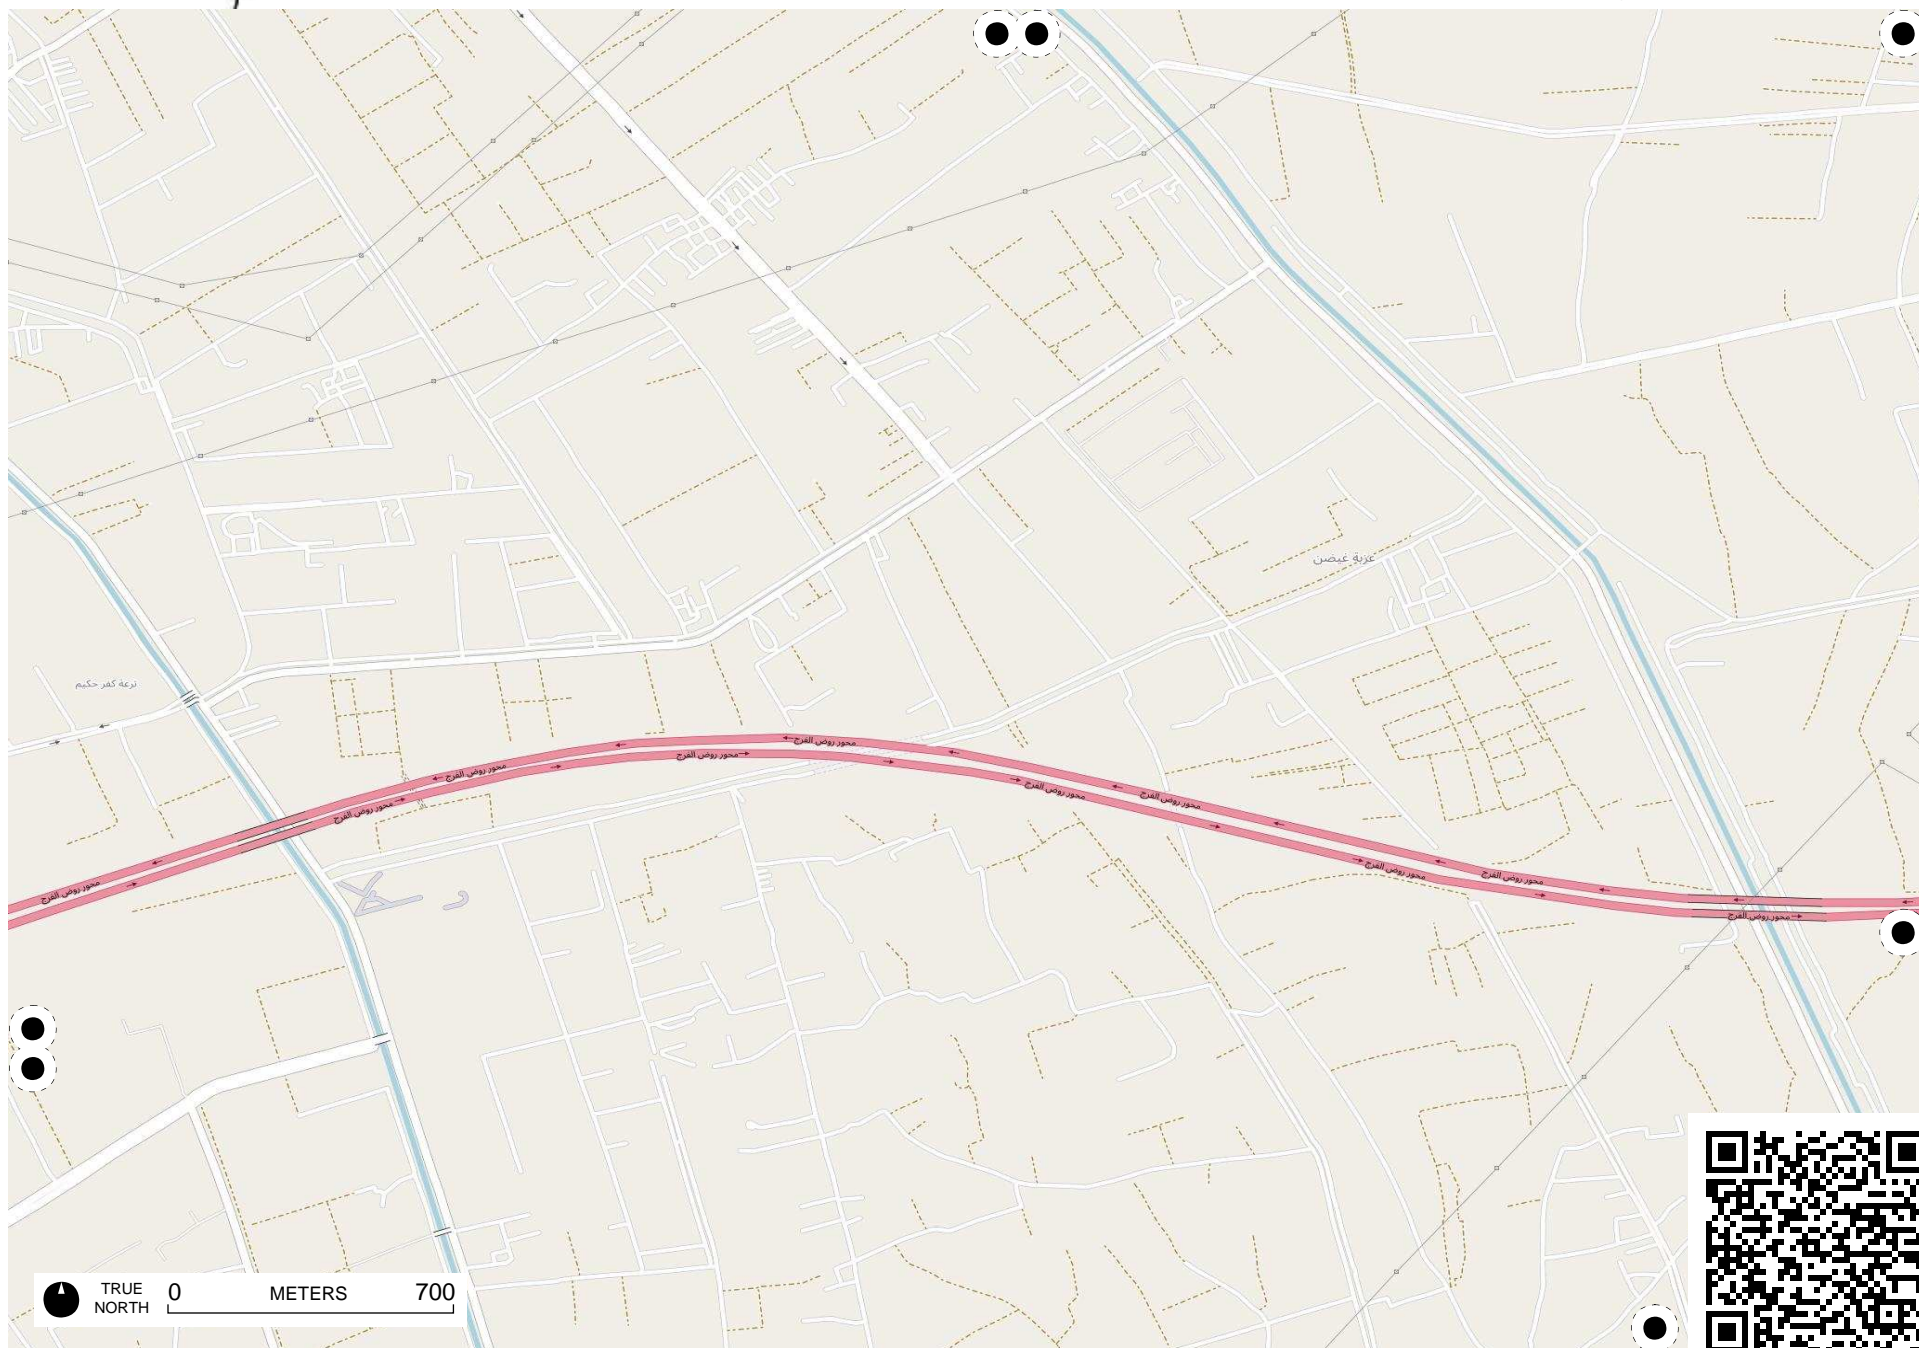 عزبة غيضن
ترعة كفر حكيم
محور روض الفرج
محور روض الفرج
محور روض الفرج
محور روض الفرج
محور روض الفرج
محور روض الفرج
محور روض الفرج
محور روض الفرج
محور روض الفرج
محور روض الفرج
محور روض الفرج
TRUE
NORTH
0 METERS 700